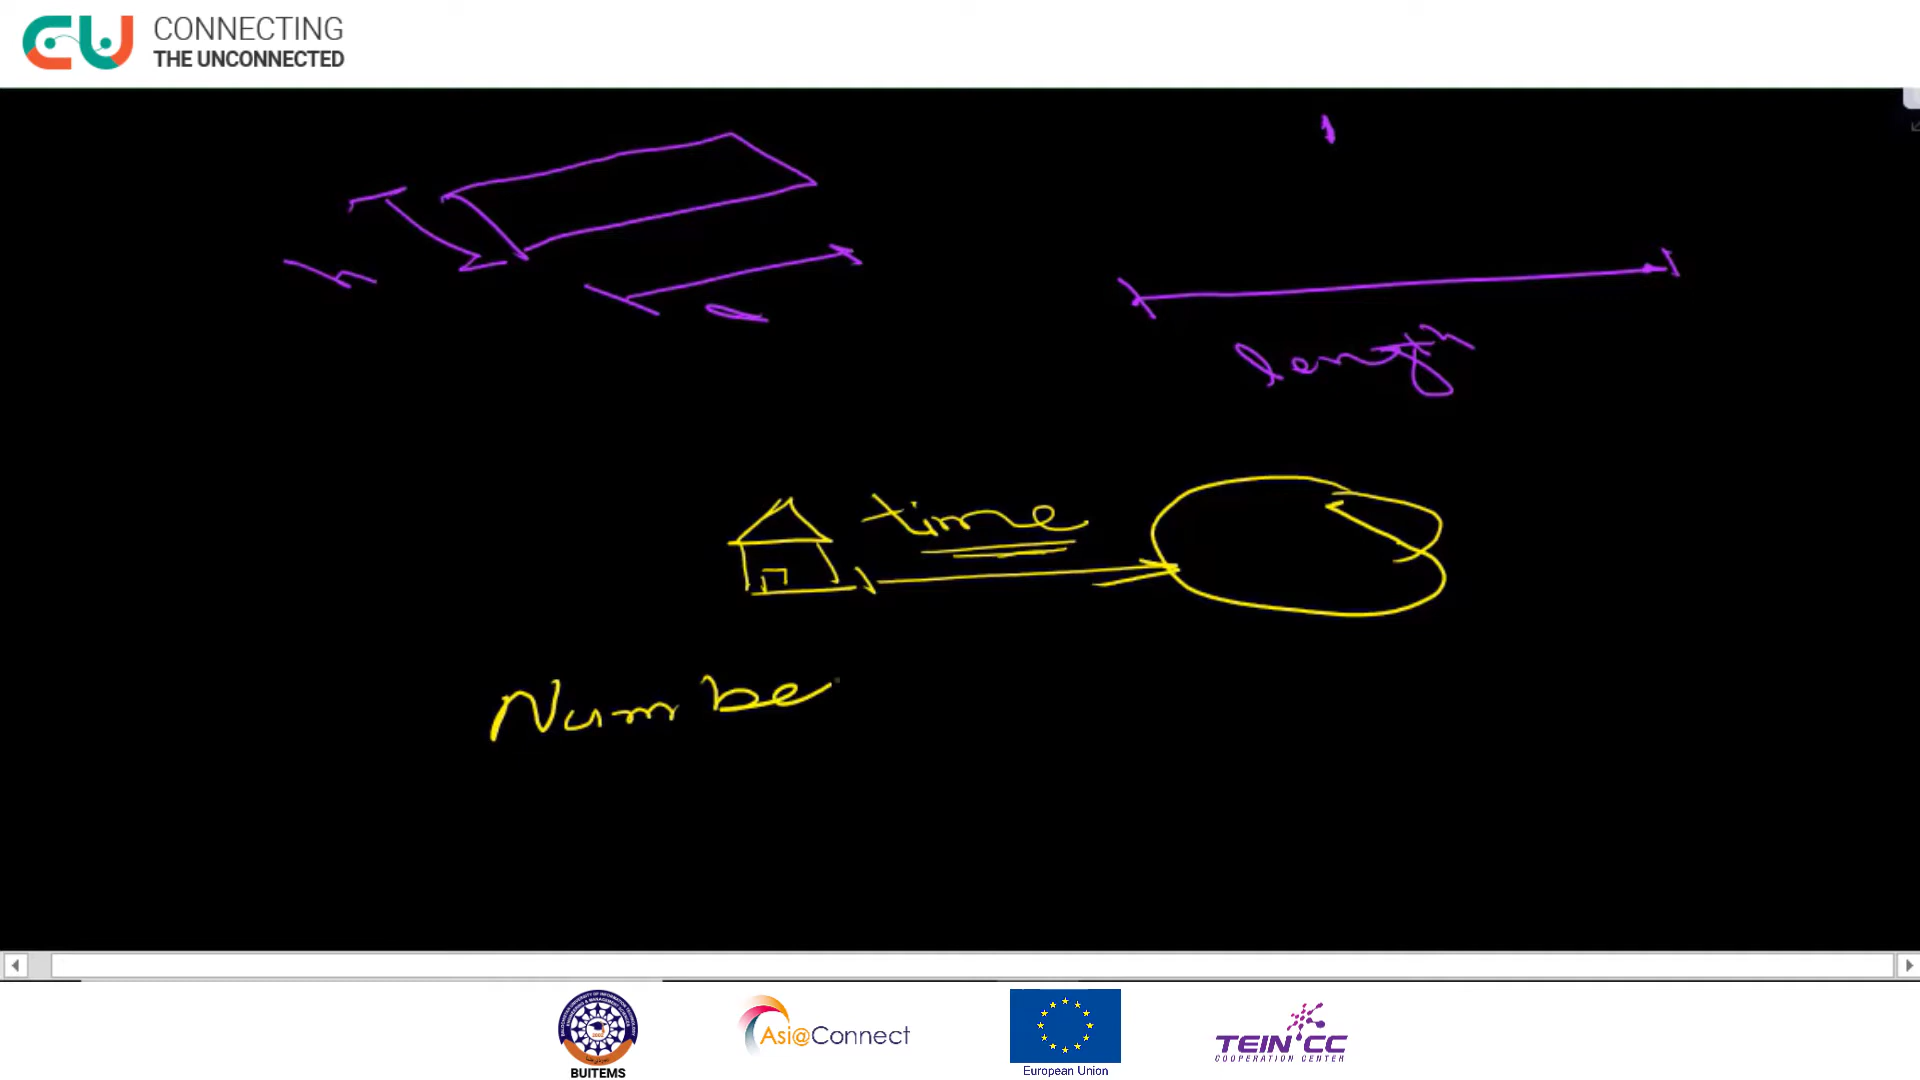 CONNECTING
THE UNCONNECTED
h
l
length
time
Numbe
BUITEMS
Asi@Connect
European Union
TEIN*CC
COOPERATION CENTER